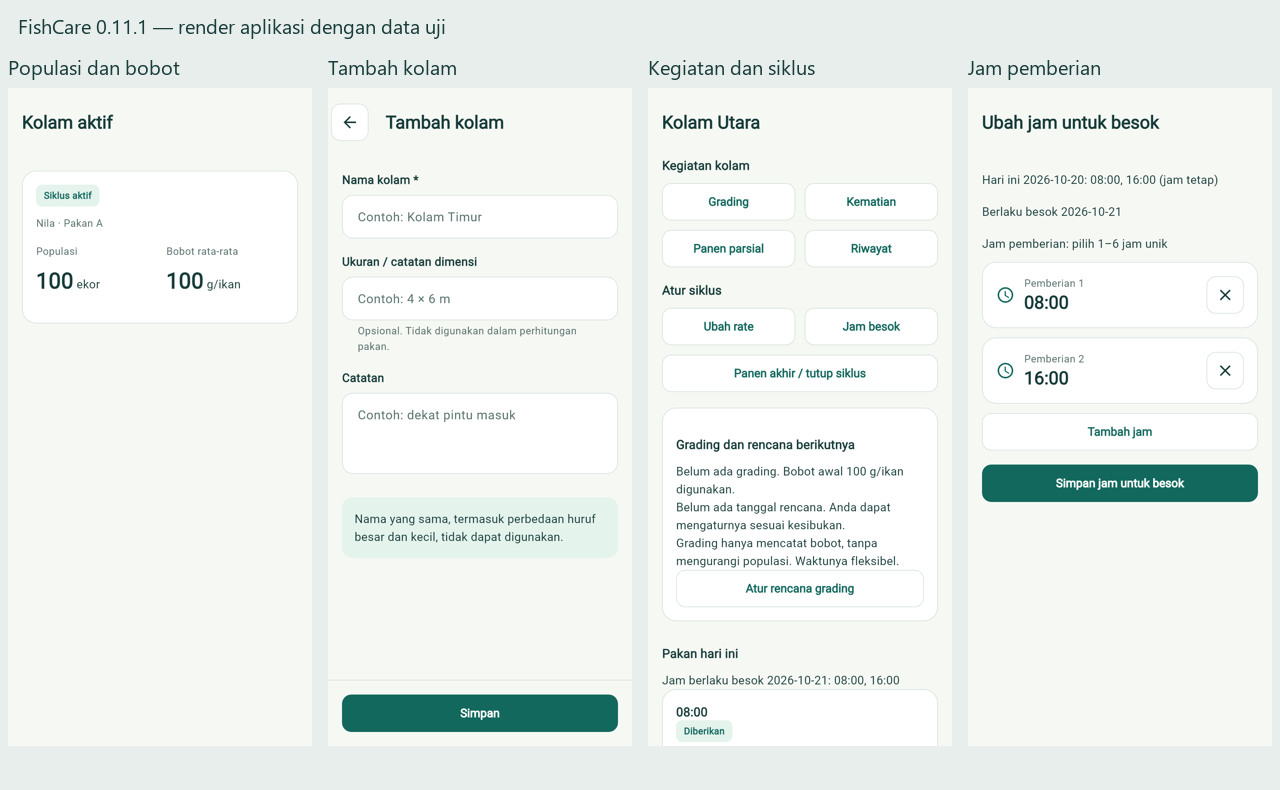 FishCare 0.11.1 — render aplikasi dengan data uji
Populasi dan bobot
Kolam aktif
Siklus aktif
Nila · Pakan A
Populasi
Bobot rata-rata
100 ekor
100 g/ikan
Tambah kolam
Tambah kolam
Nama kolam *
Contoh: Kolam Timur
Ukuran / catatan dimensi
Contoh: 4 × 6 m
Opsional. Tidak digunakan dalam perhitungan
pakan.
Catatan
Contoh: dekat pintu masuk
Nama yang sama, termasuk perbedaan huruf
besar dan kecil, tidak dapat digunakan.
Simpan
Kegiatan dan siklus
Kolam Utara
Kegiatan kolam
Grading
Kematian
Panen parsial
Riwayat
Atur siklus
Ubah rate
Jam besok
Panen akhir / tutup siklus
Grading dan rencana berikutnya
Belum ada grading. Bobot awal 100 g/ikan
digunakan.
Belum ada tanggal rencana. Anda dapat
mengaturnya sesuai kesibukan.
Grading hanya mencatat bobot, tanpa
mengurangi populasi. Waktunya fleksibel.
Atur rencana grading
Pakan hari ini
Jam berlaku besok 2026-10-21: 08:00, 16:00
08:00
Diberikan
Jam pemberian
Ubah jam untuk besok
Hari ini 2026-10-20: 08:00, 16:00 (jam tetap)
Berlaku besok 2026-10-21
Jam pemberian: pilih 1–6 jam unik
Pemberian 1
08:00
Pemberian 2
16:00
Tambah jam
Simpan jam untuk besok